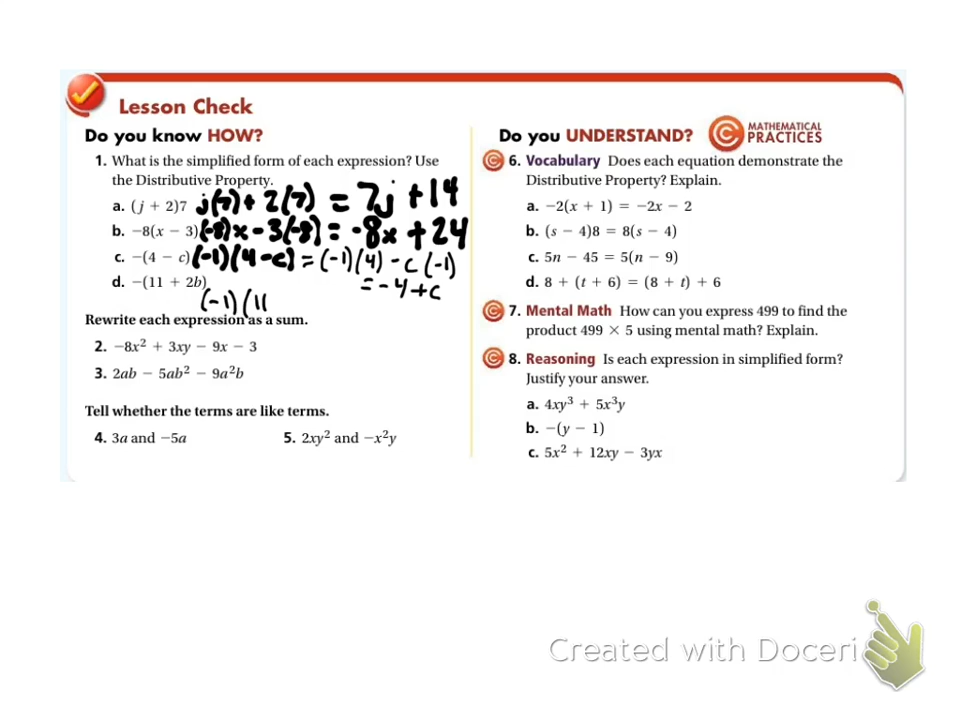 Lesson Check
Do you know HOW?
1. What is the simplified form of each expression? Use
the Distributive Property.
a. (j + 2)7 j(7) + 2(7) = 7j + 14
b. −8(x − 3) (-8)x - 3(-8) = -8x + 24
c. −(4 − c) (-1)(4-c) = (-1)(4) - c(-1)
= -4+c
d. −(11 + 2b)
(-1)(11
Rewrite each expression as a sum.
2. −8x² + 3xy − 9x − 3
3. 2ab − 5ab² − 9a²b
Tell whether the terms are like terms.
4. 3a and −5a
5. 2xy² and −x²y
Do you UNDERSTAND?
MATHEMATICAL
PRACTICES
C 6. Vocabulary Does each equation demonstrate the
Distributive Property? Explain.
a. −2(x + 1) = −2x − 2
b. (s − 4)8 = 8(s − 4)
c. 5n − 45 = 5(n − 9)
d. 8 + (t + 6) = (8 + t) + 6
C 7. Mental Math How can you express 499 to find the
product 499 × 5 using mental math? Explain.
C 8. Reasoning Is each expression in simplified form?
Justify your answer.
a. 4xy³ + 5x³y
b. −(y − 1)
c. 5x² + 12xy − 3yx
Created with Doceri